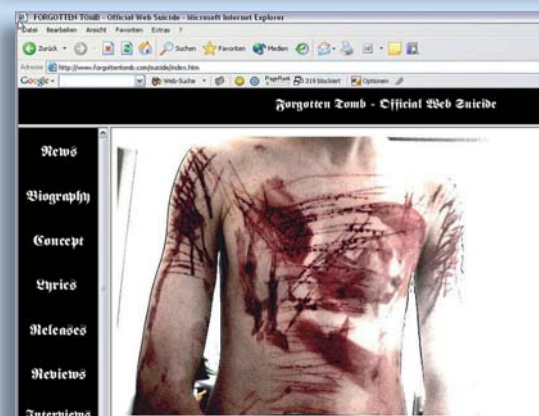 FORGOTTEN TOMB - Official Web Suicide - Microsoft Internet Explorer
Datei Bearbeiten Ansicht Favoriten Extras ?
Zurück Suchen Favoriten Medien
Adresse http://www.forgottentomb.com/suicide/index.htm
Google Web-Suche PageRank 319 blockiert Optionen
Forgotten Tomb - Official Web Suicide
News
Biography
Concept
Lyrics
Releases
Reviews
Interviews